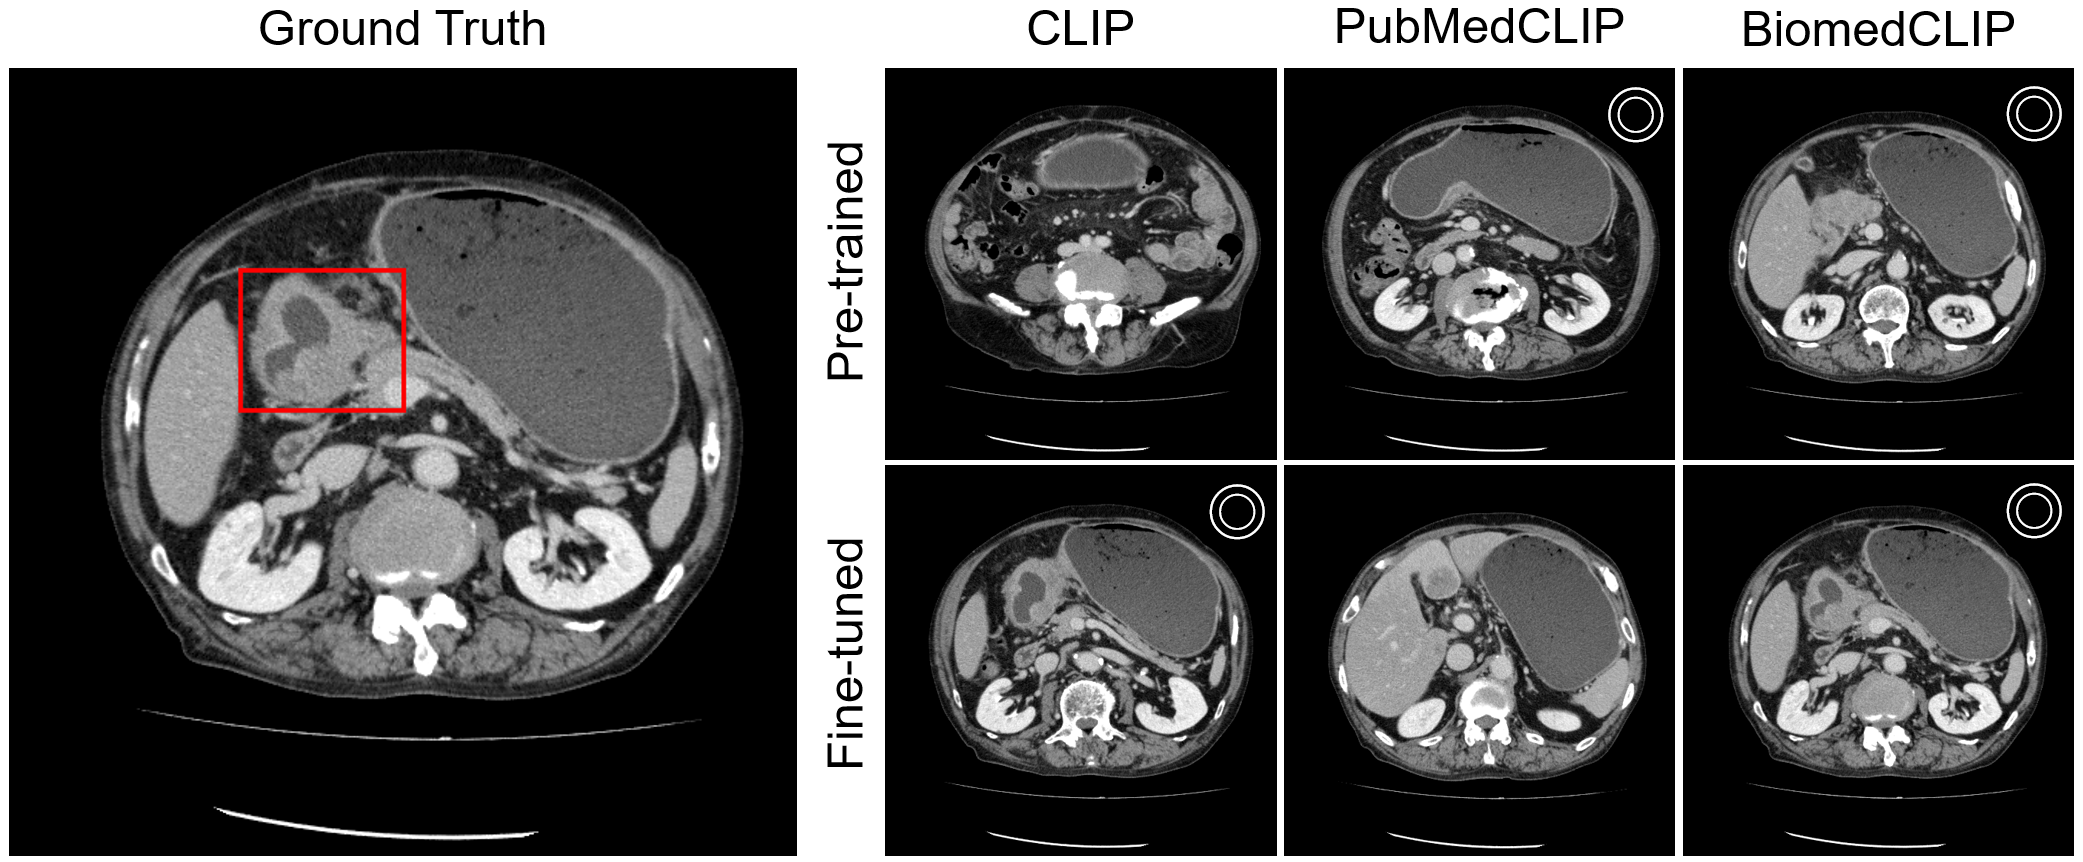 Ground Truth
CLIP
PubMedCLIP
BiomedCLIP
Pre-trained
Fine-tuned